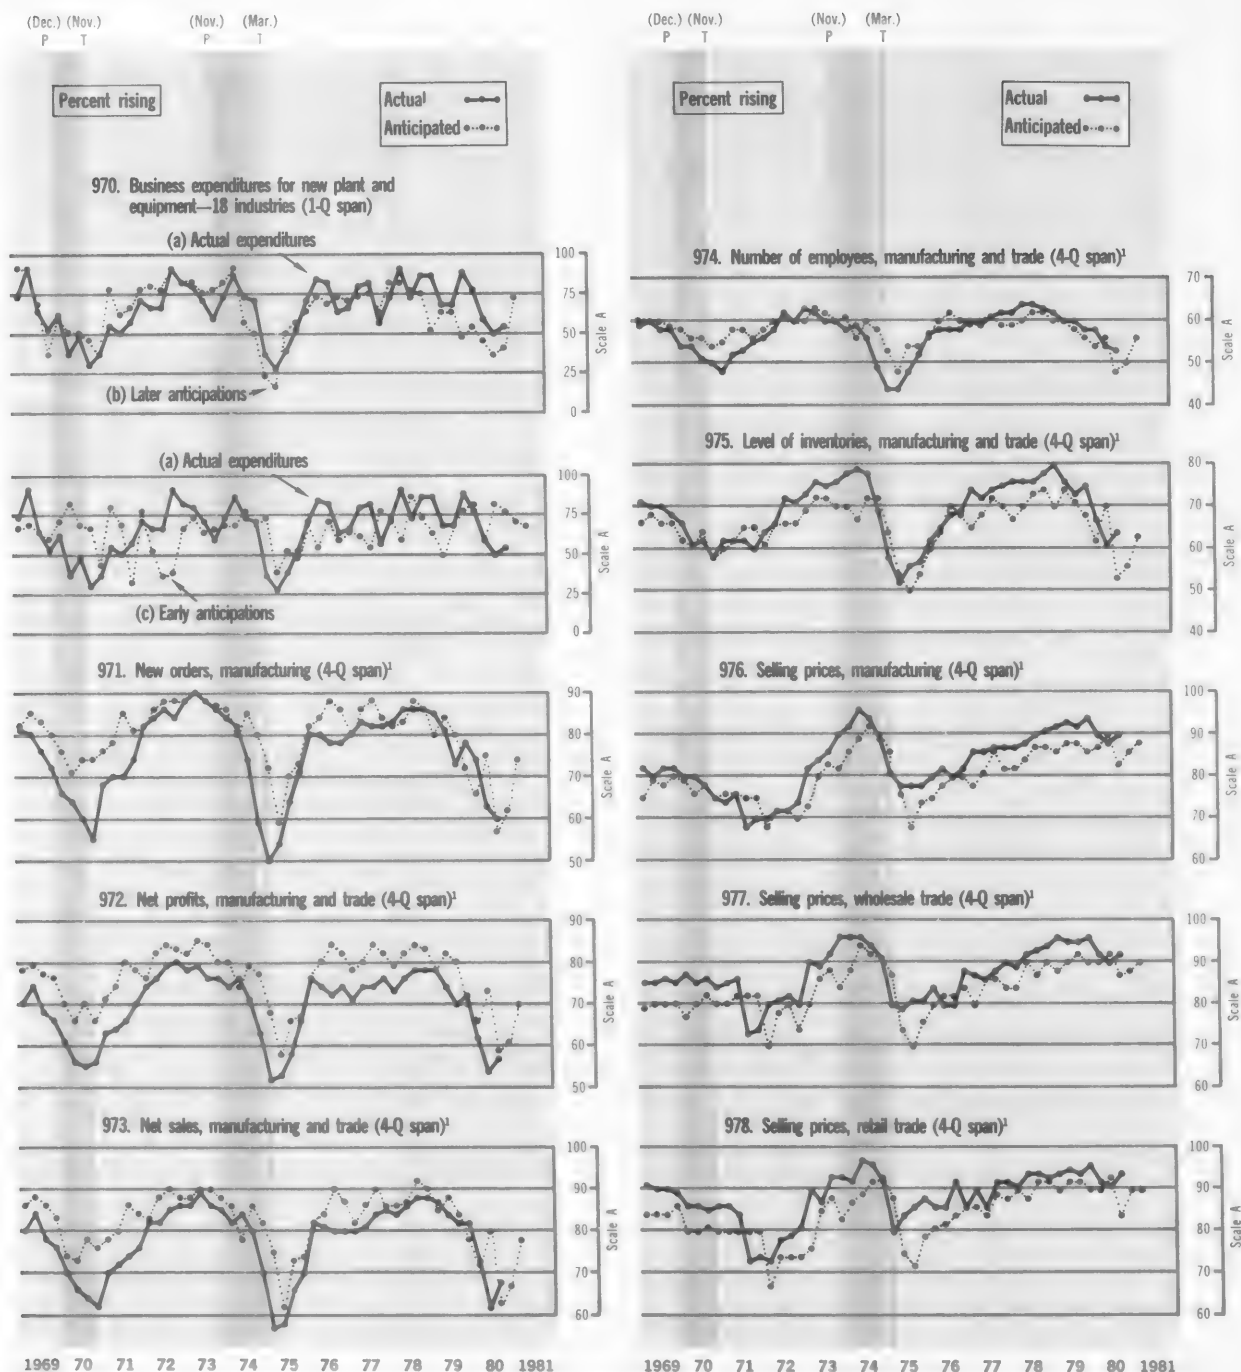 (Dec.) (Nov.) (Nov.) (Mar.)
P T P T
Percent rising
Actual
Anticipated
970. Business expenditures for new plant and
equipment—18 industries (1-Q span)
(a) Actual expenditures
100
75
50
25
0
Scale A
(b) Later anticipations
(a) Actual expenditures
100
75
50
25
0
Scale A
(c) Early anticipations
971. New orders, manufacturing (4-Q span)¹
90
80
70
60
50
Scale A
972. Net profits, manufacturing and trade (4-Q span)¹
90
80
70
60
50
Scale A
973. Net sales, manufacturing and trade (4-Q span)¹
100
90
80
70
60
Scale A
1969 70 71 72 73 74 75 76 77 78 79 80 1981
(Dec.) (Nov.) (Nov.) (Mar.)
P T P T
Percent rising
Actual
Anticipated
974. Number of employees, manufacturing and trade (4-Q span)¹
70
60
50
40
Scale A
975. Level of inventories, manufacturing and trade (4-Q span)¹
80
70
60
50
40
Scale A
976. Selling prices, manufacturing (4-Q span)¹
100
90
80
70
60
Scale A
977. Selling prices, wholesale trade (4-Q span)¹
100
90
80
70
60
Scale A
978. Selling prices, retail trade (4-Q span)¹
100
90
80
70
60
Scale A
1969 70 71 72 73 74 75 76 77 78 79 80 1981